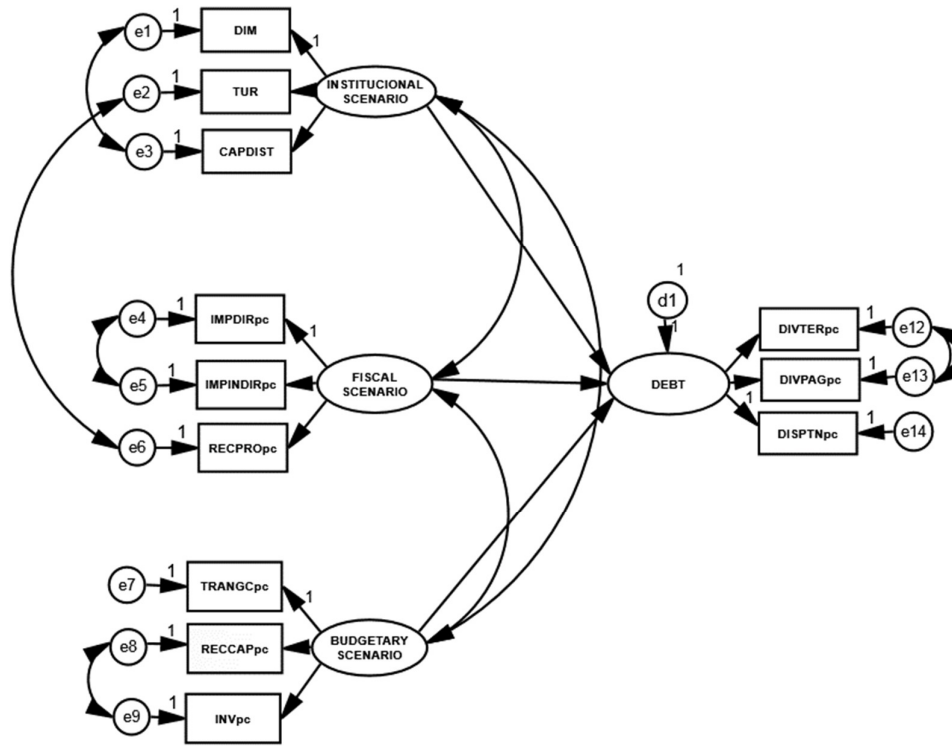 e1
1
DIM
1
e2
1
TUR
INSTITUCIONAL
SCENARIO
e3
1
CAPDIST
e4
1
IMPDIRpc
1
e5
1
IMPINDIRpc
FISCAL
SCENARIO
e6
1
RECPROpc
1
d1
1
DEBT
DIVTERpc
1
e12
DIVPAGpc
1
e13
1
DISPTNpc
1
e14
e7
1
TRANGCpc
1
e8
1
RECCAPpc
BUDGETARY
SCENARIO
e9
1
INVpc